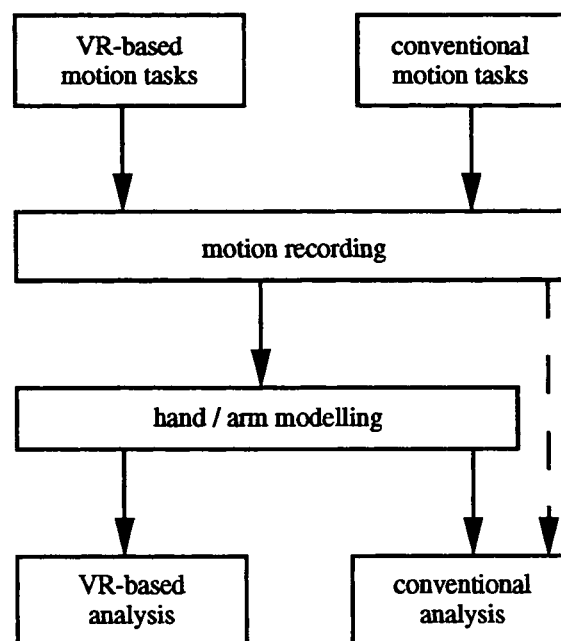 VR-based
motion tasks
conventional
motion tasks
motion recording
hand / arm modelling
VR-based
analysis
conventional
analysis